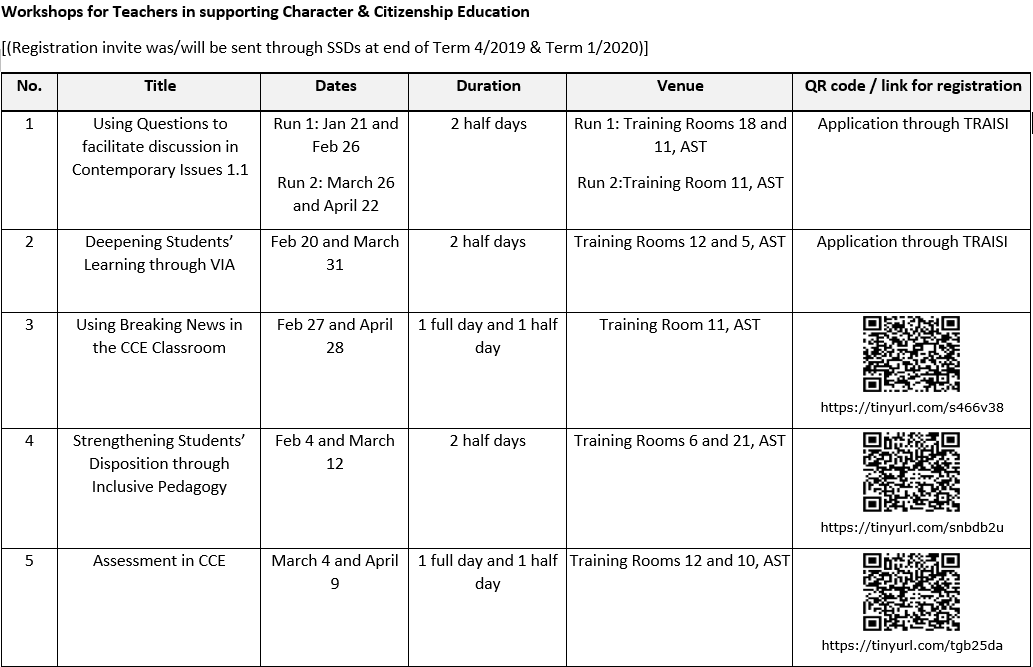 Workshops for Teachers in supporting Character & Citizenship Education
[(Registration invite was/will be sent through SSDs at end of Term 4/2019 & Term 1/2020)]
No.
Title
Dates
Duration
Venue
QR code / link for registration
1
Using Questions to
facilitate discussion in
Contemporary Issues 1.1
Run 1: Jan 21 and
Feb 26
Run 2: March 26
and April 22
2 half days
Run 1: Training Rooms 18 and
11, AST
Run 2:Training Room 11, AST
Application through TRAISI
2
Deepening Students’
Learning through VIA
Feb 20 and March
31
2 half days
Training Rooms 12 and 5, AST
Application through TRAISI
3
Using Breaking News in
the CCE Classroom
Feb 27 and April
28
1 full day and 1 half
day
Training Room 11, AST
https://tinyurl.com/s466v38
4
Strengthening Students’
Disposition through
Inclusive Pedagogy
Feb 4 and March
12
2 half days
Training Rooms 6 and 21, AST
https://tinyurl.com/snbdb2u
5
Assessment in CCE
March 4 and April
9
1 full day and 1 half
day
Training Rooms 12 and 10, AST
https://tinyurl.com/tgb25da